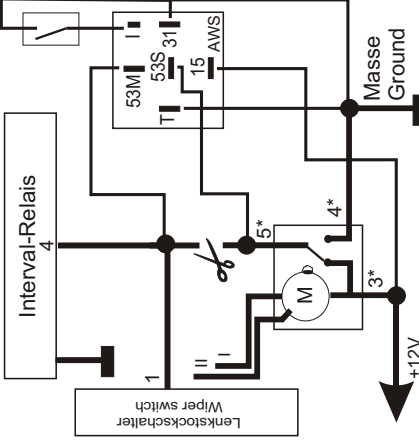 I
31
AWS
53M
53S
15
T
Masse
Ground
Interval-Relais
4
5*
4*
3*
M
I
II
1
+12V
Lenkstockschalter
Wiper switch